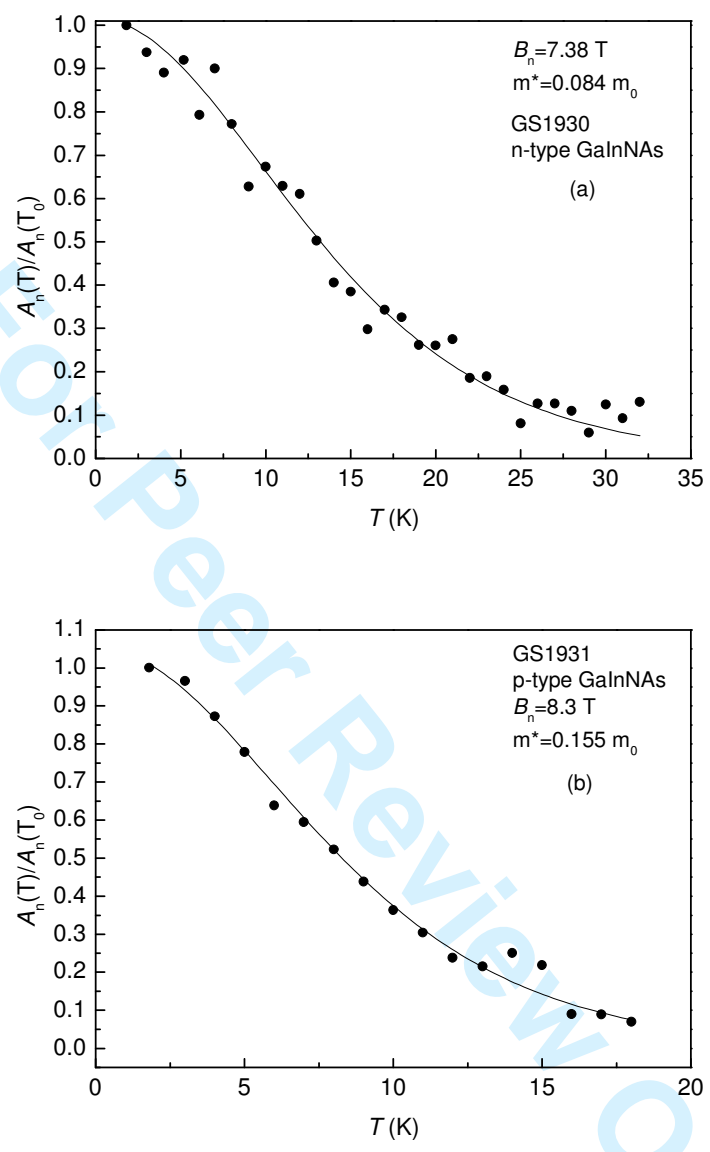 1.0
0.9
0.8
0.7
0.6
0.5
0.4
0.3
0.2
0.1
0.0
A_n(T)/A_n(T_0)
B_n=7.38 T
m*=0.084 m_0
GS1930
n-type GaInNAs
(a)
0 5 10 15 20 25 30 35
T (K)
1.1
1.0
0.9
0.8
0.7
0.6
0.5
0.4
0.3
0.2
0.1
0.0
A_n(T)/A_n(T_0)
GS1931
p-type GaInNAs
B_n=8.3 T
m*=0.155 m_0
(b)
0 5 10 15 20
T (K)
For Peer Review O